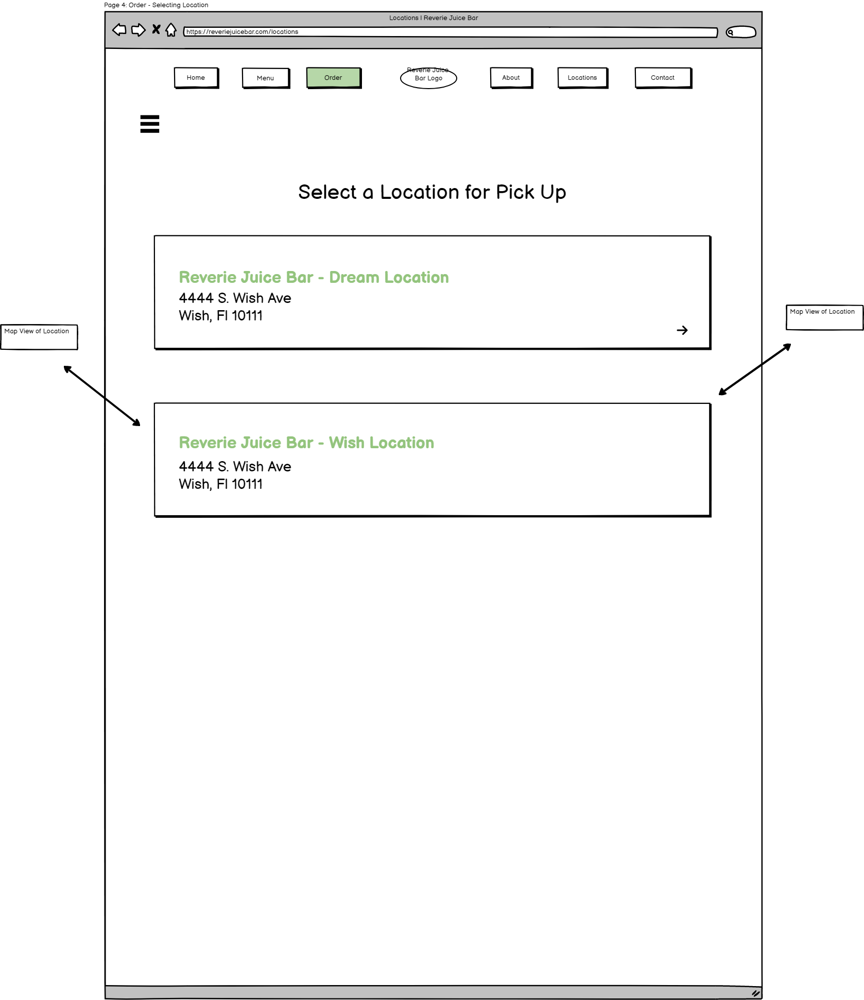 Page 4: Order - Selecting Location
Locations | Reverie Juice Bar
https://reveriejuicebar.com/locations
Home
Menu
Order
Reverie Juice
Bar Logo
About
Locations
Contact
Select a Location for Pick Up
Reverie Juice Bar - Dream Location
4444 S. Wish Ave
Wish, Fl 10111
Map View of Location
Map View of Location
Reverie Juice Bar - Wish Location
4444 S. Wish Ave
Wish, Fl 10111